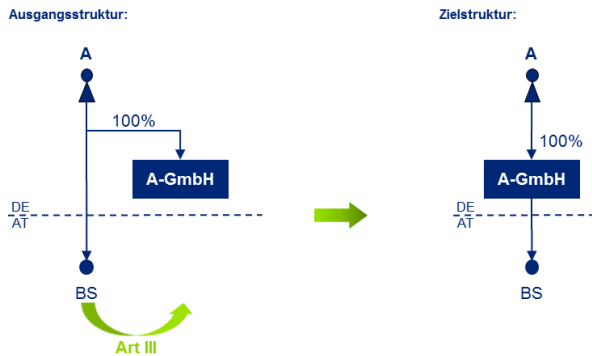 Ausgangsstruktur:
A
100%
A-GmbH
DE
AT
BS
Art III
Zielstruktur:
A
100%
A-GmbH
DE
AT
BS